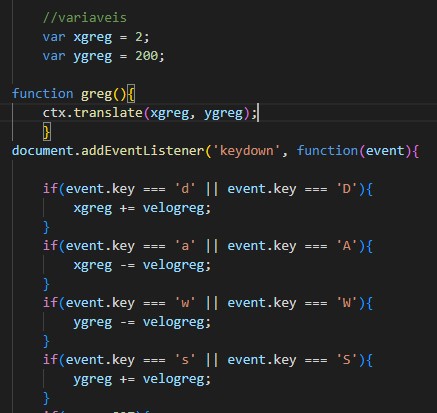 //variaveis
var xgreg = 2;
var ygreg = 200;
function greg(){
ctx.translate(xgreg, ygreg);
}
document.addEventListener('keydown', function(event){
if(event.key === 'd' || event.key === 'D'){
xgreg += velogreg;
}
if(event.key === 'a' || event.key === 'A'){
xgreg -= velogreg;
}
if(event.key === 'w' || event.key === 'W'){
ygreg -= velogreg;
}
if(event.key === 's' || event.key === 'S'){
ygreg += velogreg;
}